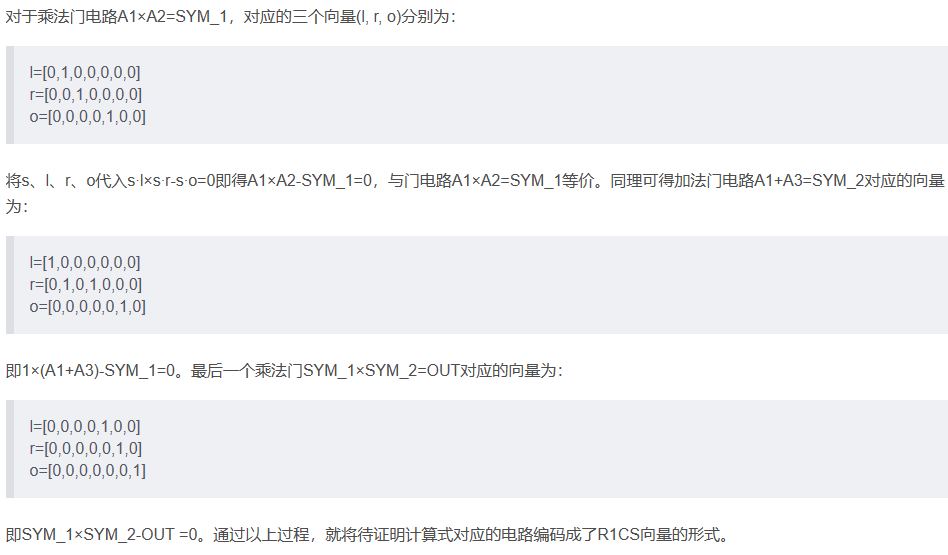 对于乘法门电路A1×A2=SYM_1，对应的三个向量(l, r, o)分别为：
l=[0,1,0,0,0,0,0]
r=[0,0,1,0,0,0,0]
o=[0,0,0,0,1,0,0]
将s、l、r、o代入s·l×s·r-s·o=0即得A1×A2-SYM_1=0，与门电路A1×A2=SYM_1等价。同理可得加法门电路A1+A3=SYM_2对应的向量
为：
l=[1,0,0,0,0,0,0]
r=[0,1,0,1,0,0,0]
o=[0,0,0,0,0,1,0]
即1×(A1+A3)-SYM_1=0。最后一个乘法门SYM_1×SYM_2=OUT对应的向量为：
l=[0,0,0,0,1,0,0]
r=[0,0,0,0,0,1,0]
o=[0,0,0,0,0,0,1]
即SYM_1×SYM_2-OUT =0。通过以上过程，就将待证明计算式对应的电路编码成了R1CS向量的形式。